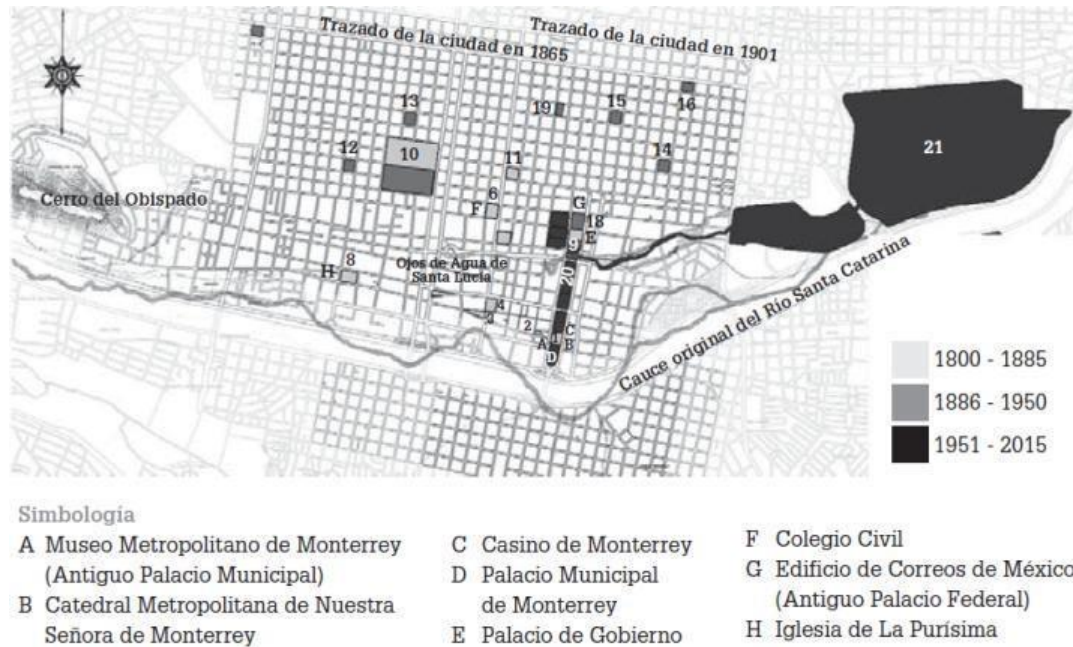 Trazado de la ciudad en 1865
Trazado de la ciudad en 1901
13
19
15
16
21
12
10
11
14
Cerro del Obispado
6
F
G
18
E
9
H
8
Ojos de Agua de
Santa Lucía
20
4
3
2
C
A
1
B
D
Cauce original del Río Santa Catarina
1800 - 1885
1886 - 1950
1951 - 2015
Simbología
A Museo Metropolitano de Monterrey
(Antiguo Palacio Municipal)
B Catedral Metropolitana de Nuestra
Señora de Monterrey
C Casino de Monterrey
D Palacio Municipal
de Monterrey
E Palacio de Gobierno
F Colegio Civil
G Edificio de Correos de México
(Antiguo Palacio Federal)
H Iglesia de La Purísima